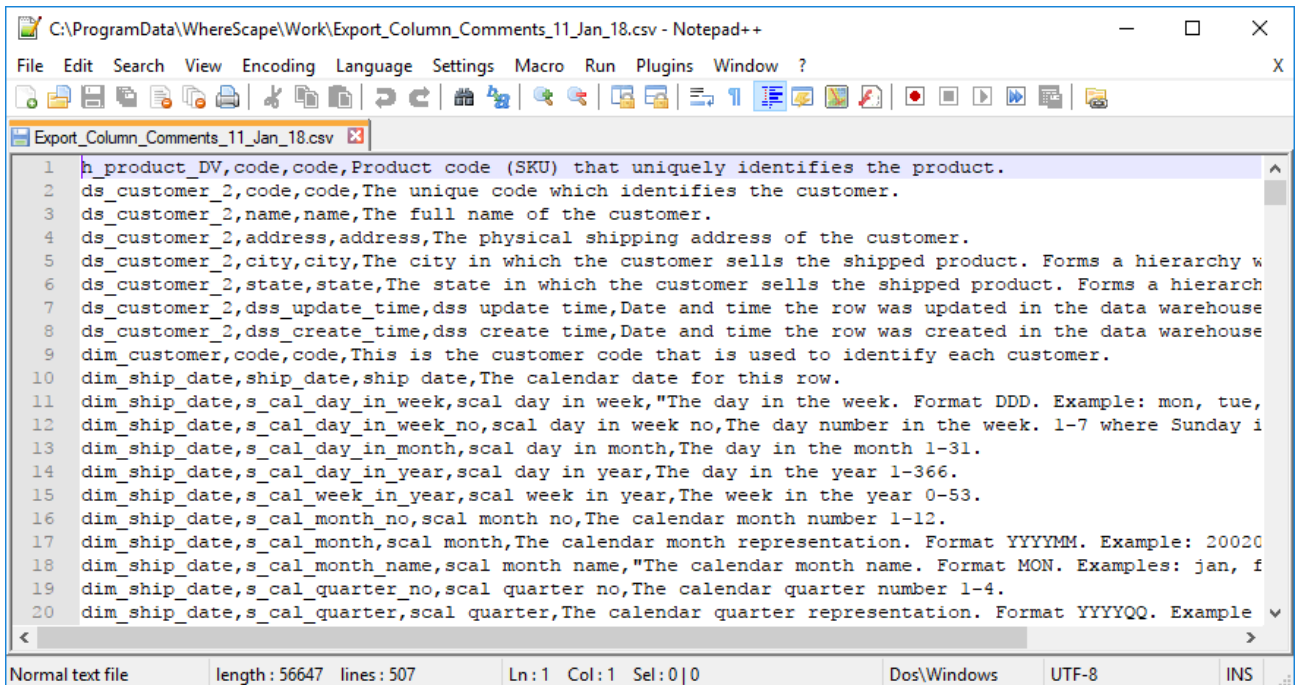 C:\ProgramData\WhereScape\Work\Export_Column_Comments_11_Jan_18.csv - Notepad++
File Edit Search View Encoding Language Settings Macro Run Plugins Window ? X
Export_Column_Comments_11_Jan_18.csv
1 h_product_DV,code,code,Product code (SKU) that uniquely identifies the product.
2 ds_customer_2,code,code,The unique code which identifies the customer.
3 ds_customer_2,name,name,The full name of the customer.
4 ds_customer_2,address,address,The physical shipping address of the customer.
5 ds_customer_2,city,city,The city in which the customer sells the shipped product. Forms a hierarchy w
6 ds_customer_2,state,state,The state in which the customer sells the shipped product. Forms a hierarch
7 ds_customer_2,dss_update_time,dss update time,Date and time the row was updated in the data warehouse
8 ds_customer_2,dss_create_time,dss create time,Date and time the row was created in the data warehouse
9 dim_customer,code,code,This is the customer code that is used to identify each customer.
10 dim_ship_date,ship_date,ship date,The calendar date for this row.
11 dim_ship_date,s_cal_day_in_week,scal day in week,"The day in the week. Format DDD. Example: mon, tue,
12 dim_ship_date,s_cal_day_in_week_no,scal day in week no,The day number in the week. 1-7 where Sunday i
13 dim_ship_date,s_cal_day_in_month,scal day in month,The day in the month 1-31.
14 dim_ship_date,s_cal_day_in_year,scal day in year,The day in the year 1-366.
15 dim_ship_date,s_cal_week_in_year,scal week in year,The week in the year 0-53.
16 dim_ship_date,s_cal_month_no,scal month no,The calendar month number 1-12.
17 dim_ship_date,s_cal_month,scal month,The calendar month representation. Format YYYYMM. Example: 20020
18 dim_ship_date,s_cal_month_name,scal month name,"The calendar month name. Format MON. Examples: jan, f
19 dim_ship_date,s_cal_quarter_no,scal quarter no,The calendar quarter number 1-4.
20 dim_ship_date,s_cal_quarter,scal quarter,The calendar quarter representation. Format YYYYQQ. Example
Normal text file length : 56647 lines : 507 Ln : 1 Col : 1 Sel : 0 | 0 Dos\Windows UTF-8 INS